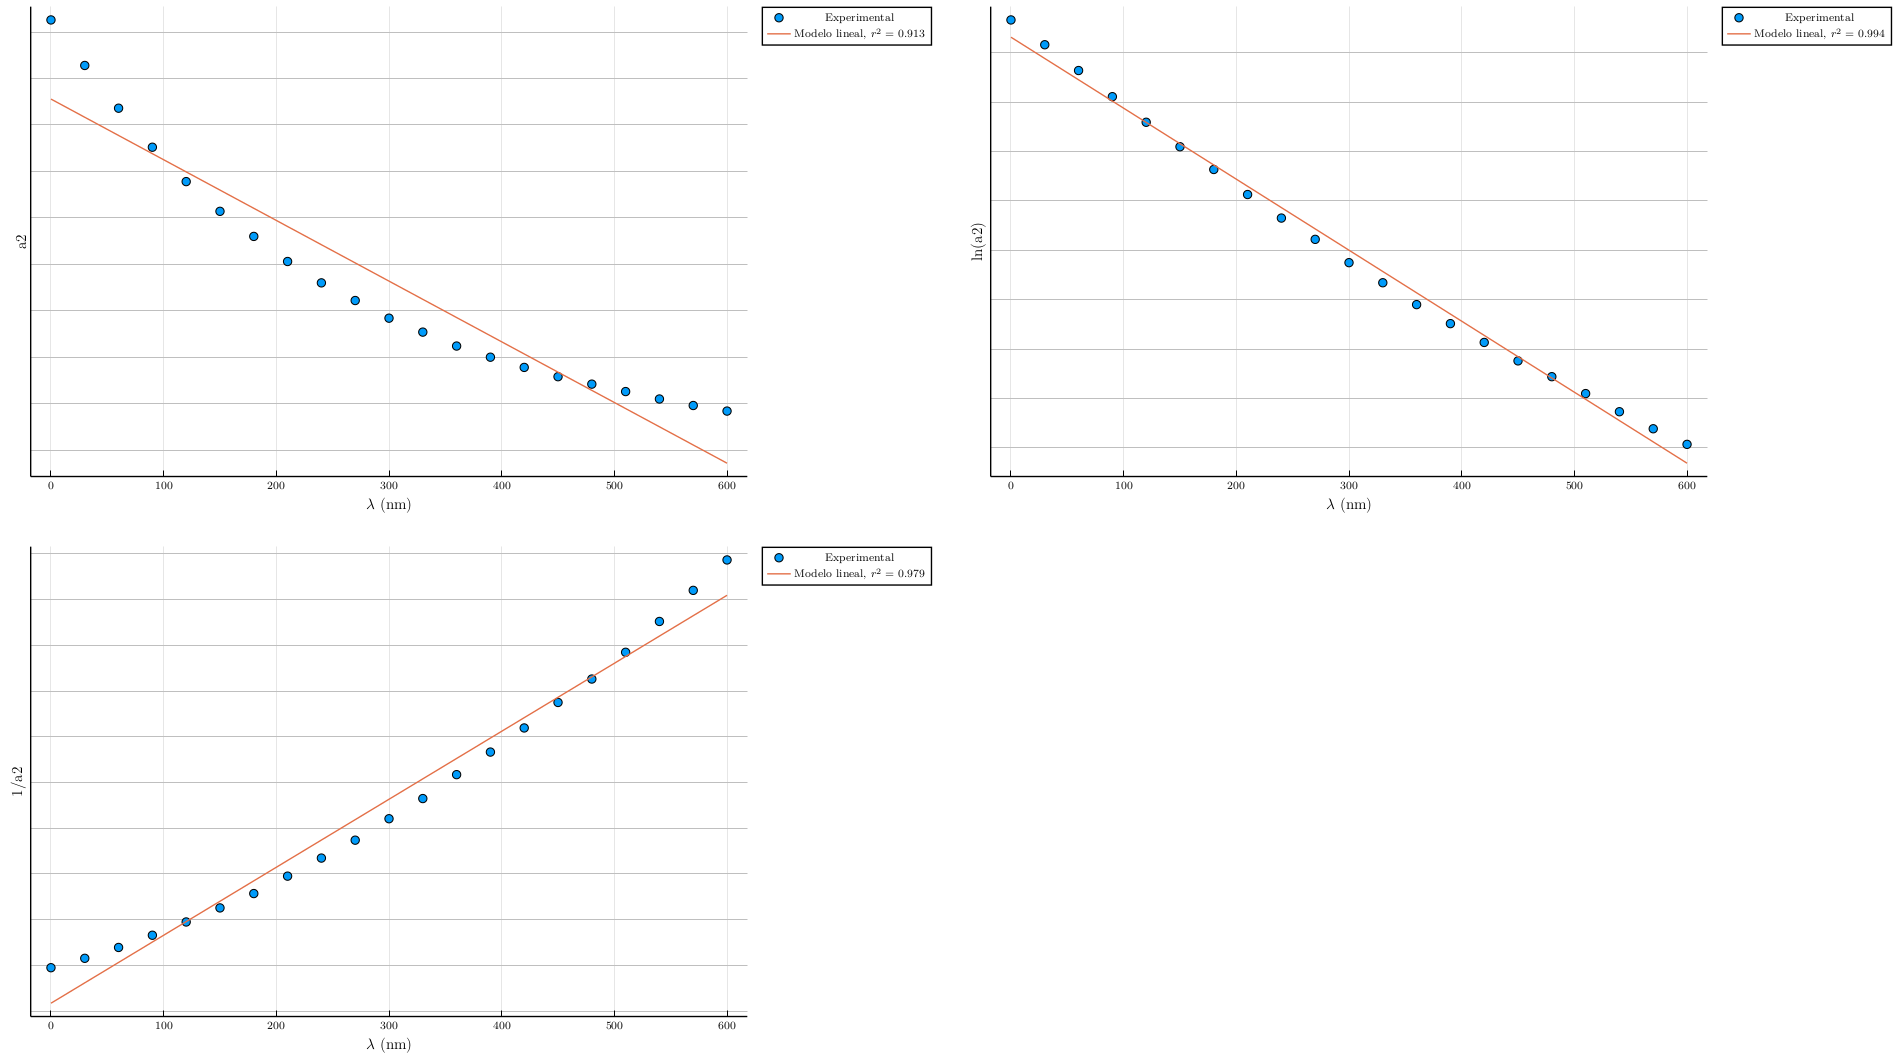 Experimental
Modelo lineal, r² = 0.913
a2
0 100 200 300 400 500 600
λ (nm)
Experimental
Modelo lineal, r² = 0.994
ln(a2)
0 100 200 300 400 500 600
λ (nm)
Experimental
Modelo lineal, r² = 0.979
1/a2
0 100 200 300 400 500 600
λ (nm)